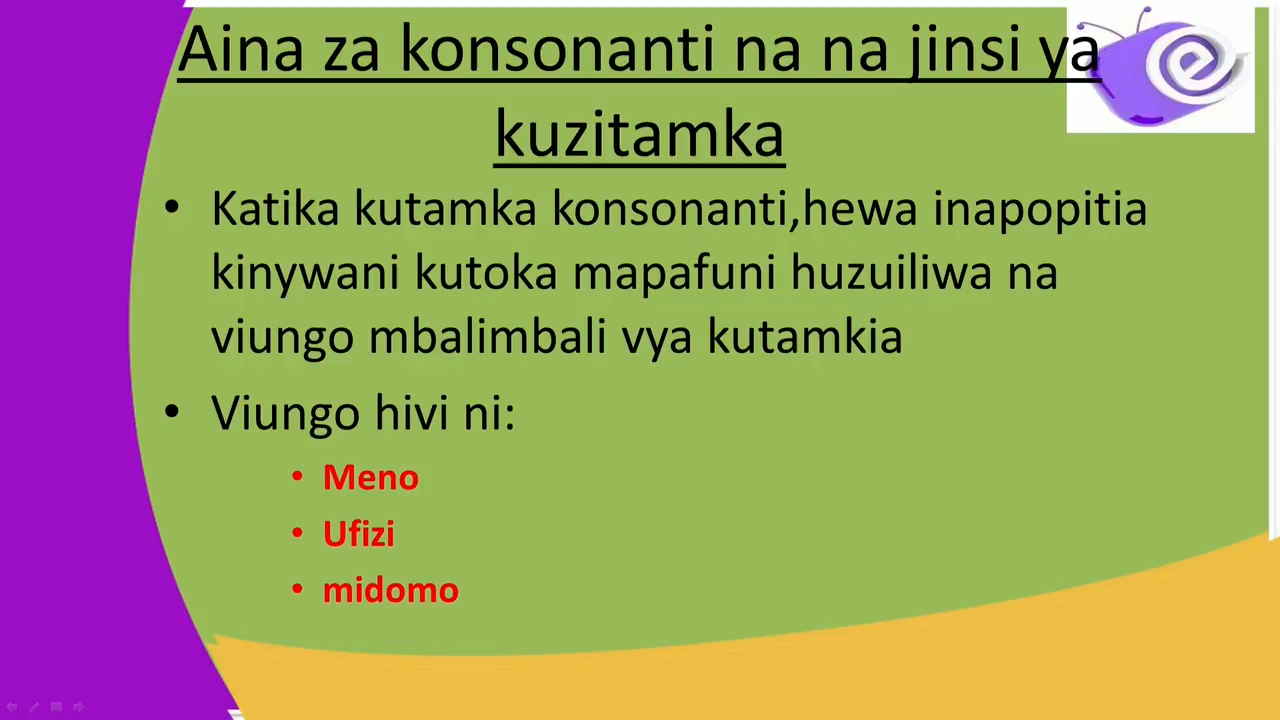 Aina za konsonanti na na jinsi ya
kuzitamka
• Katika kutamka konsonanti,hewa inapopitia
kinywani kutoka mapafuni huzuiliwa na
viungo mbalimbali vya kutamkia
• Viungo hivi ni:
• Meno
• Ufizi
• midomo